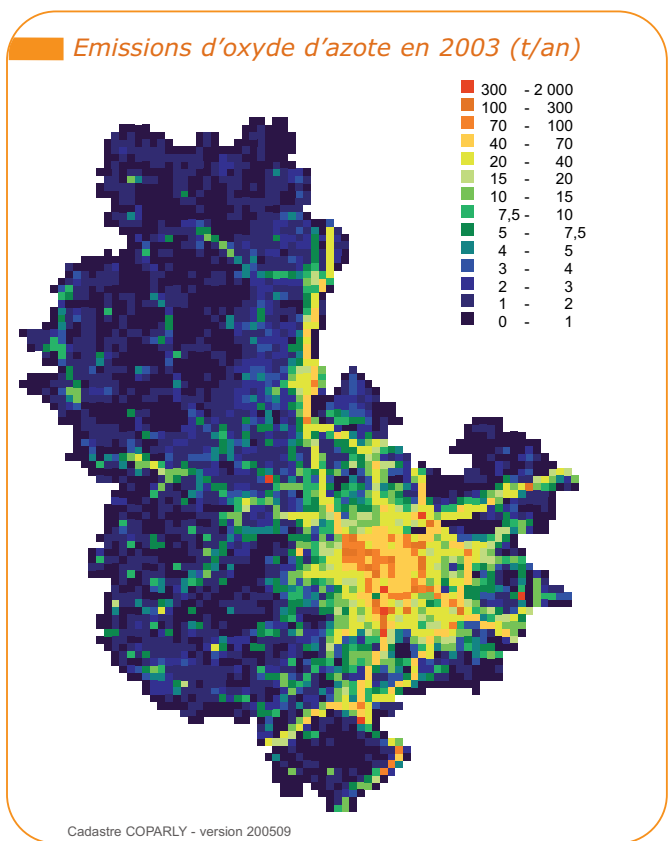 Emissions d'oxyde d'azote en 2003 (t/an)
300 - 2 000
100 - 300
70 - 100
40 - 70
20 - 40
15 - 20
10 - 15
7,5 - 10
5 - 7,5
4 - 5
3 - 4
2 - 3
1 - 2
0 - 1
Cadastre COPARLY - version 200509